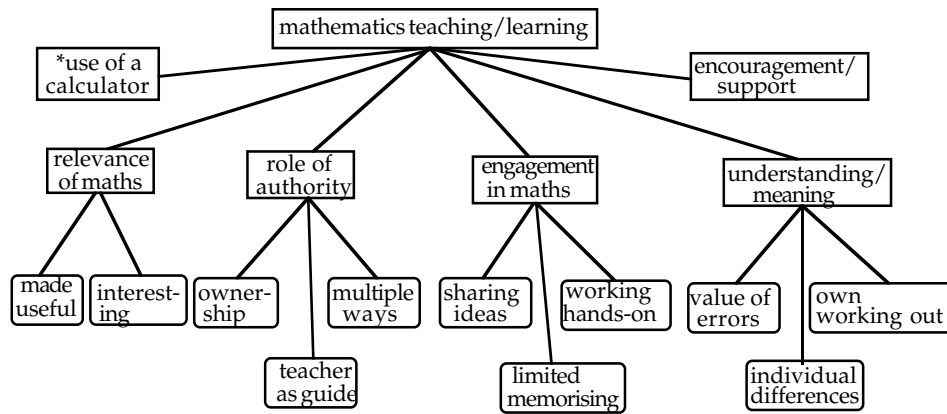 mathematics teaching/learning
*use of a
calculator
encouragement/
support
relevance
of maths
role of
authority
engagement
in maths
understanding/
meaning
made
useful
interest-
ing
owner-
ship
multiple
ways
sharing
ideas
working
hands-on
value of
errors
own
working out
teacher
as guide
limited
memorising
individual
differences